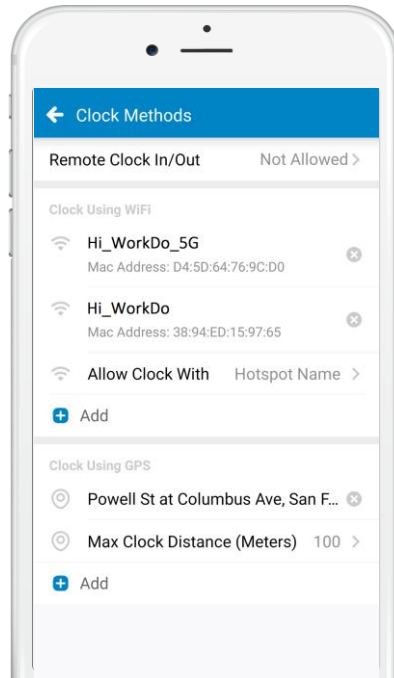 Clock Methods
Remote Clock In/Out Not Allowed >
Clock Using WiFi
Hi_WorkDo_5G
Mac Address: D4:5D:64:76:9C:D0
Hi_WorkDo
Mac Address: 38:94:ED:15:97:65
Allow Clock With Hotspot Name >
Add
Clock Using GPS
Powell St at Columbus Ave, San F...
Max Clock Distance (Meters) 100 >
Add